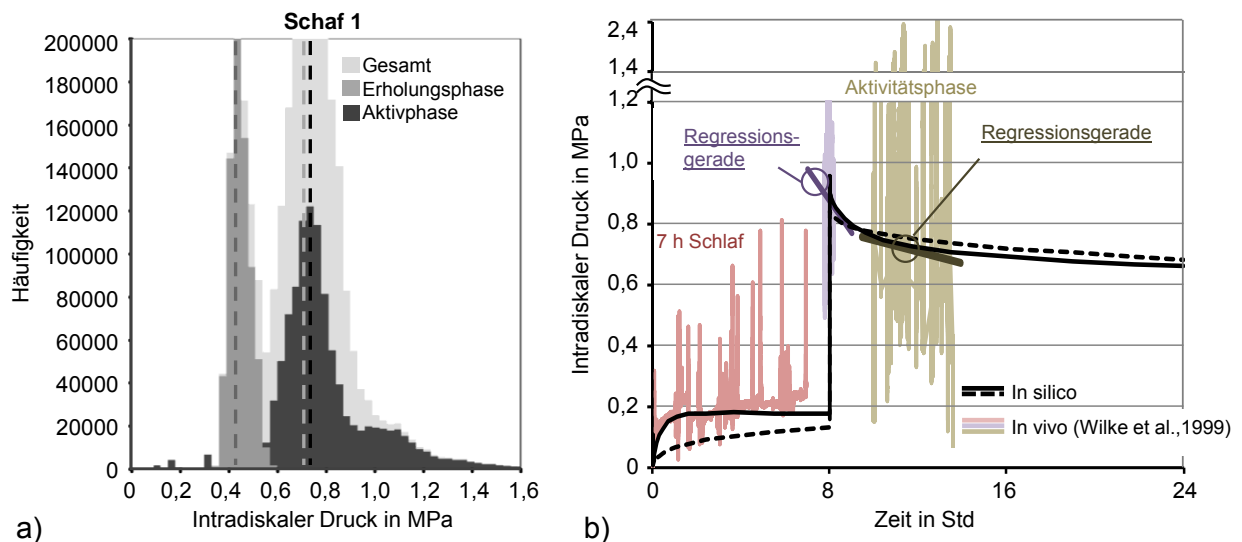 Schaf 1
200000
180000
160000
140000
120000
100000
80000
60000
40000
20000
0
Häufigkeit
Gesamt
Erholungsphase
Aktivphase
0
0,2
0,4
0,6
0,8
1,0
1,2
1,4
1,6
Intradiskaler Druck in MPa
a)
2,4
1,4
1,2
1,0
0,8
0,6
0,4
0,2
0
Intradiskaler Druck in MPa
Aktivitätsphase
Regressions-
gerade
Regressionsgerade
7 h Schlaf
In silico
In vivo (Wilke et al.,1999)
0
8
16
24
Zeit in Std
b)